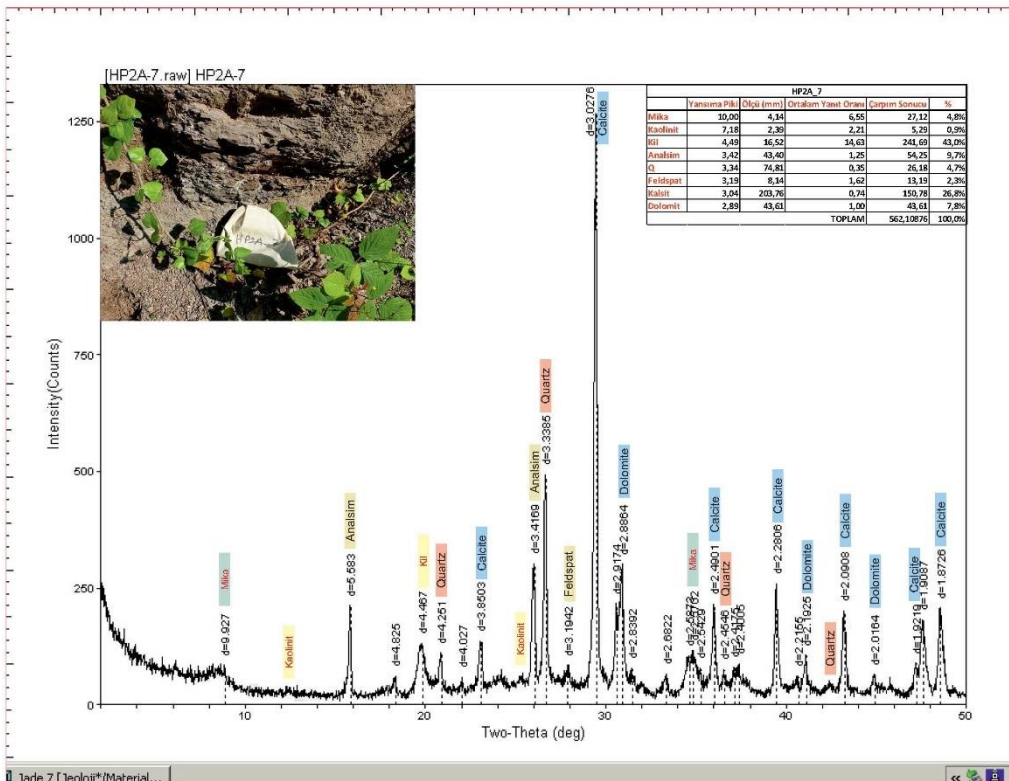 [HP2A-7.raw] HP2A-7
HP2A_7
Yansıma Piki Ölçü (mm) Ortalam Yanıt Oranı Çarpım Sonucu %
Mika 10,00 4,14 6,55 27,12 4,8%
Kaolinit 7,18 2,39 2,21 5,29 0,9%
Kil 4,49 16,52 14,63 241,69 43,0%
Analsim 3,42 43,40 1,25 54,25 9,7%
Q 3,34 74,81 0,35 26,18 4,7%
Feldspat 3,19 8,14 1,62 13,19 2,3%
Kalsit 3,04 203,76 0,74 150,78 26,8%
Dolomit 2,89 43,61 1,00 43,61 7,8%
TOPLAM 562,10876 100,0%
HP2A
Intensity(Counts)
1250
1000
750
500
250
0
Mika
d=9.927
Kaolinit
Analsim
d=5.583
d=4.825
Kil
d=4.467
Quartz
d=4.251
d=4.027
Calcite
d=3.8503
Kaolinit
Analsim
d=3.4169
Quartz
d=3.3385
Feldspat
d=3.1942
Calcite
d=3.0276
d=2.9174
Dolomite
d=2.8864
d=2.8392
d=2.6822
Mika
d=2.5429
Calcite
d=2.4901
Quartz
d=2.4546
d=2.4005
Calcite
d=2.2806
d=2.2155
Dolomite
d=2.1925
Quartz
Calcite
d=2.0908
Dolomite
d=2.0164
Calcite
d=1.9219
d=1.9087
Calcite
d=1.8726
10
20
30
40
50
Two-Theta (deg)
Jade 7 [Jeoloji*/Material...